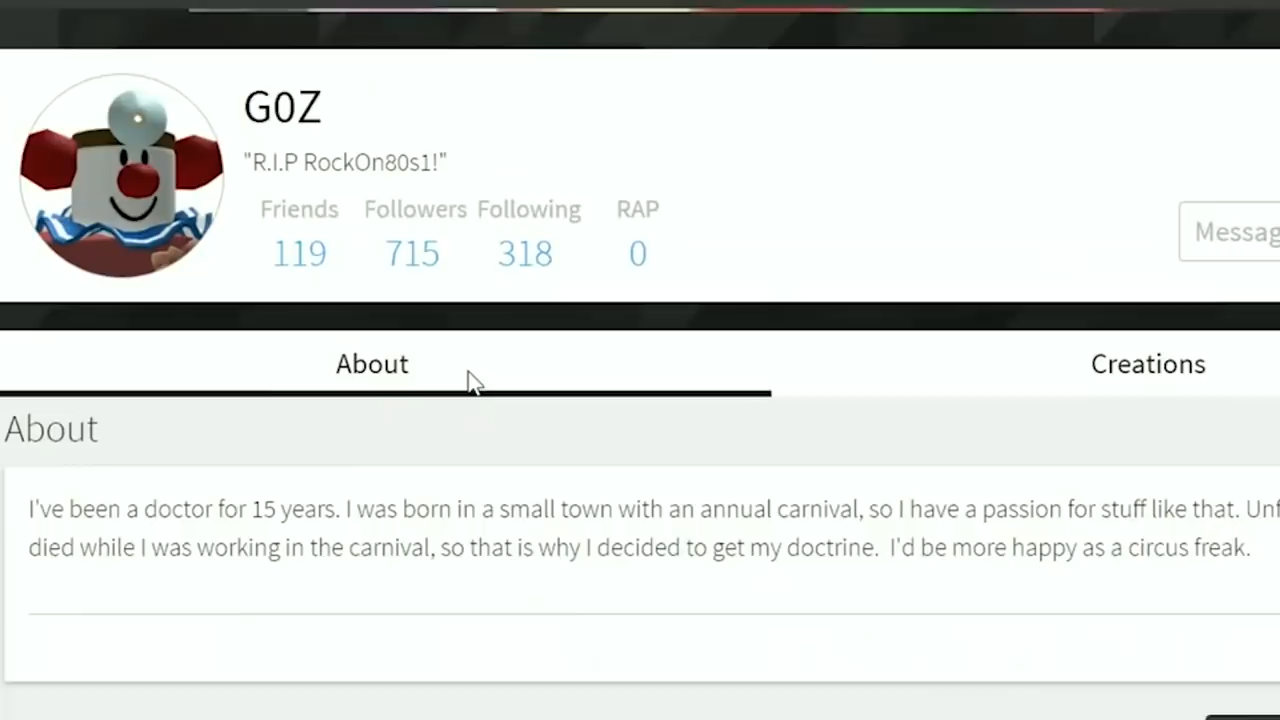 G0Z
"R.I.P RockOn80s1!"
Friends Followers Following RAP
119 715 318 0
Messag
About Creations
About
I've been a doctor for 15 years. I was born in a small town with an annual carnival, so I have a passion for stuff like that. Unf
died while I was working in the carnival, so that is why I decided to get my doctrine. I'd be more happy as a circus freak.